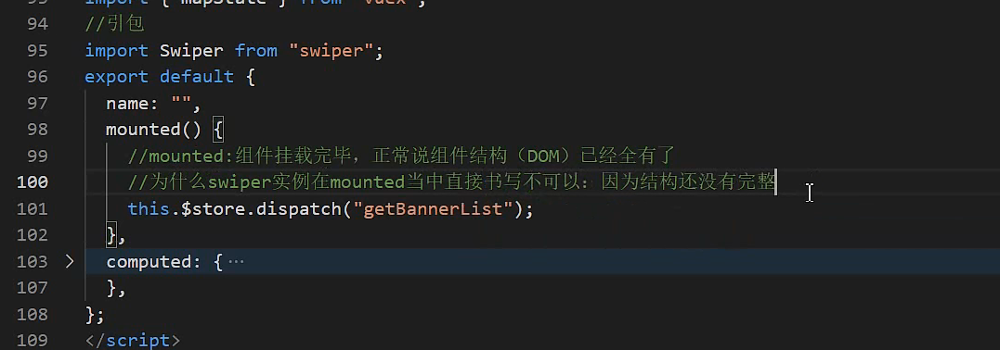 93 import { mapState } from "vuex";
94 //引包
95 import Swiper from "swiper";
96 export default {
97 name: "",
98 mounted() {
99 //mounted:组件挂载完毕，正常说组件结构（DOM）已经全有了
100 //为什么swiper实例在mounted当中直接书写不可以：因为结构还没有完整
101 this.$store.dispatch("getBannerList");
102 },
103 > computed: {···
107 },
108 };
109 </script>